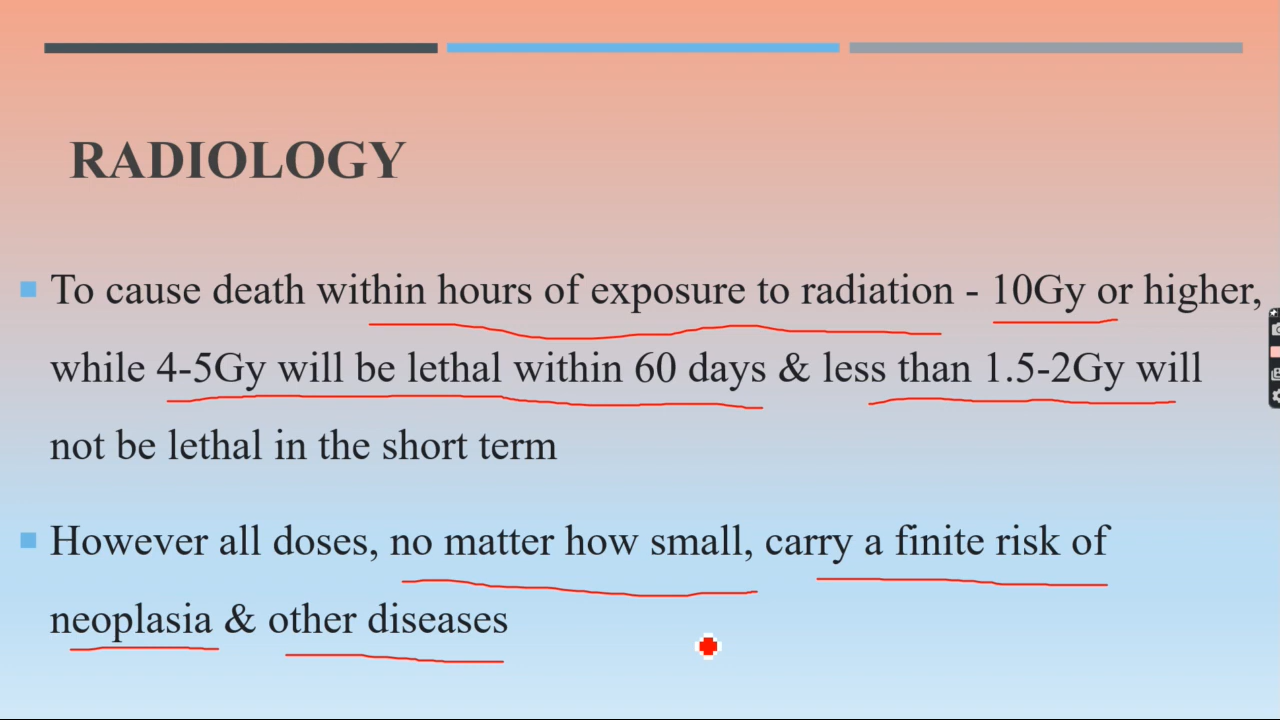 RADIOLOGY
To cause death within hours of exposure to radiation - 10Gy or higher,
while 4-5Gy will be lethal within 60 days & less than 1.5-2Gy will
not be lethal in the short term
However all doses, no matter how small, carry a finite risk of
neoplasia & other diseases